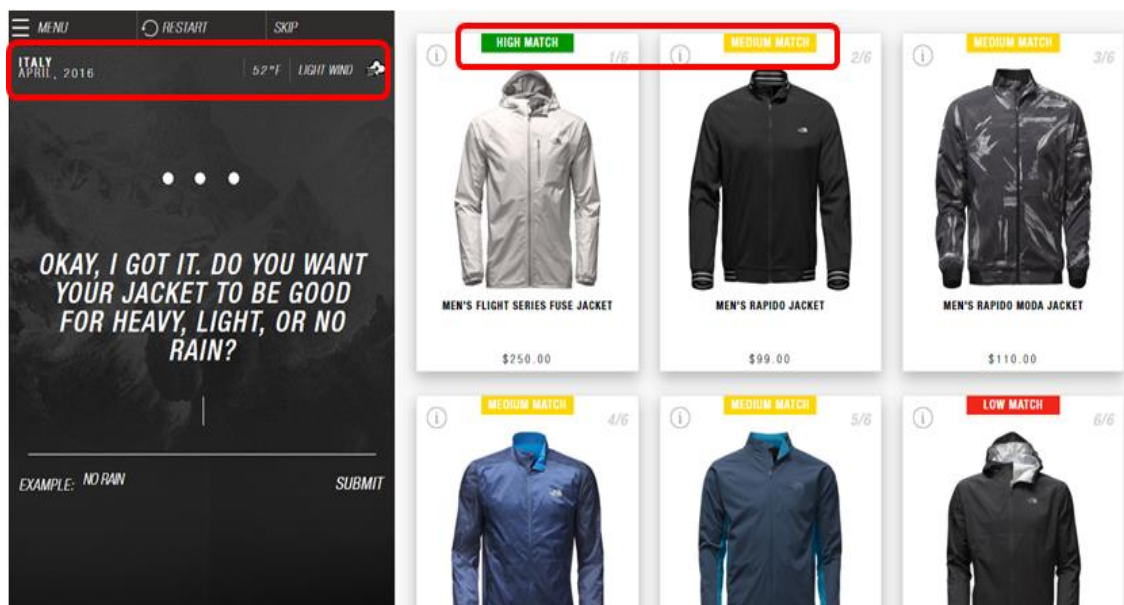 MENU
RESTART
SKIP
ITALY
APRIL, 2016
52°F
LIGHT WIND
OKAY, I GOT IT. DO YOU WANT
YOUR JACKET TO BE GOOD
FOR HEAVY, LIGHT, OR NO
RAIN?
EXAMPLE: NO RAIN
SUBMIT
HIGH MATCH
1/6
MEN'S FLIGHT SERIES FUSE JACKET
$250.00
MEDIUM MATCH
2/6
MEN'S RAPIDO JACKET
$99.00
MEDIUM MATCH
3/6
MEN'S RAPIDO MODA JACKET
$110.00
MEDIUM MATCH
4/6
MEDIUM MATCH
5/6
LOW MATCH
6/6